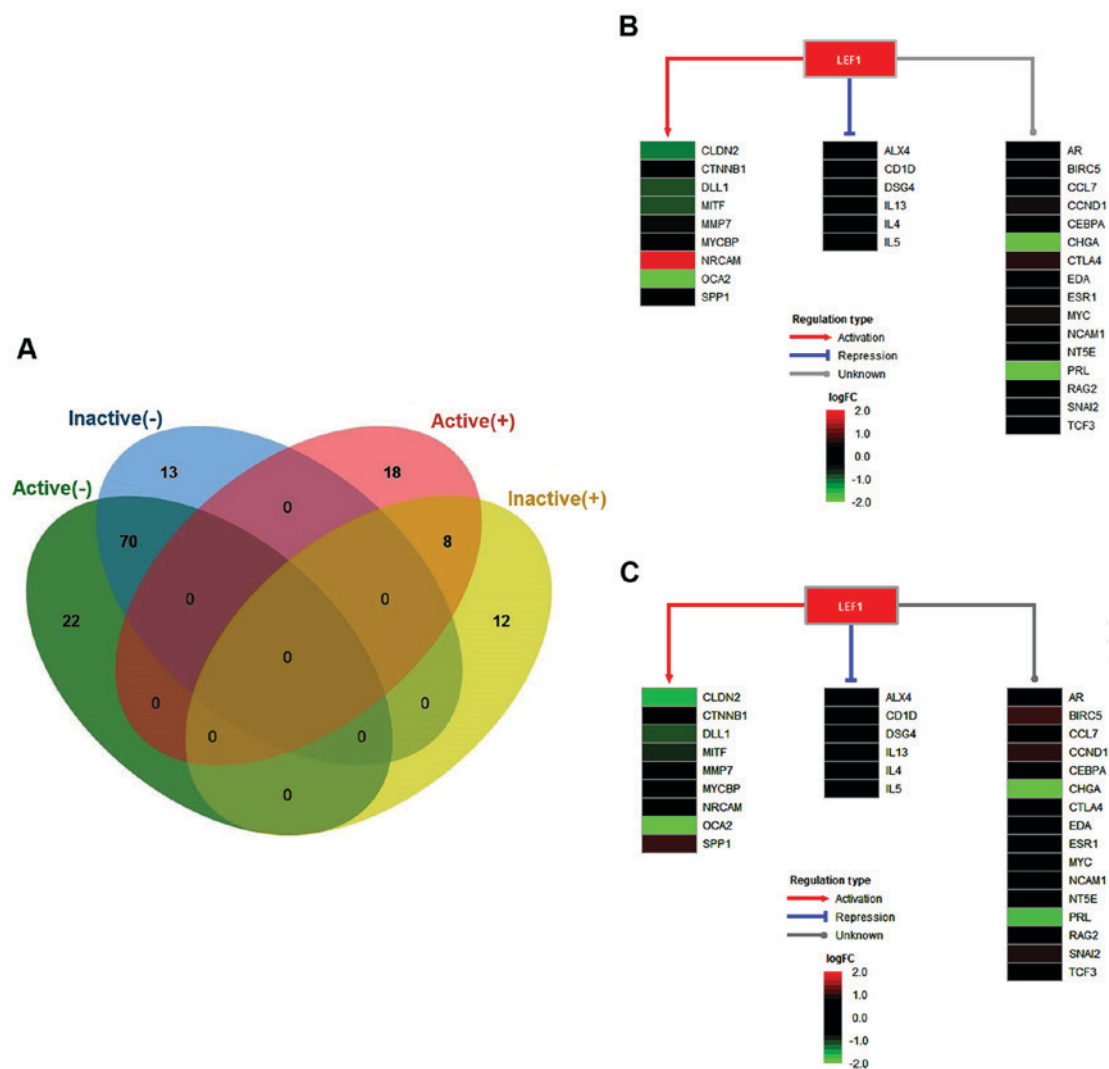 B
LEF1
CLDN2
CTNNB1
DLL1
MITF
MMP7
MYCBP
NRCAM
OCA2
SPP1
ALX4
CD1D
DSG4
IL13
IL4
IL5
AR
BIRC5
CCL7
CCND1
CEBPA
CHGA
CTLA4
EDA
ESR1
MYC
NCAM1
NT5E
PRL
RAG2
SNAI2
TCF3
Regulation type
Activation
Repression
Unknown
logFC
2.0
1.0
0.0
-1.0
-2.0
A
Inactive(-)
Active(+)
Active(-)
Inactive(+)
13
18
0
70
8
22
0
0
12
0
0
0
0
0
0
C
LEF1
CLDN2
CTNNB1
DLL1
MITF
MMP7
MYCBP
NRCAM
OCA2
SPP1
ALX4
CD1D
DSG4
IL13
IL4
IL5
AR
BIRC5
CCL7
CCND1
CEBPA
CHGA
CTLA4
EDA
ESR1
MYC
NCAM1
NT5E
PRL
RAG2
SNAI2
TCF3
Regulation type
Activation
Repression
Unknown
logFC
2.0
1.0
0.0
-1.0
-2.0